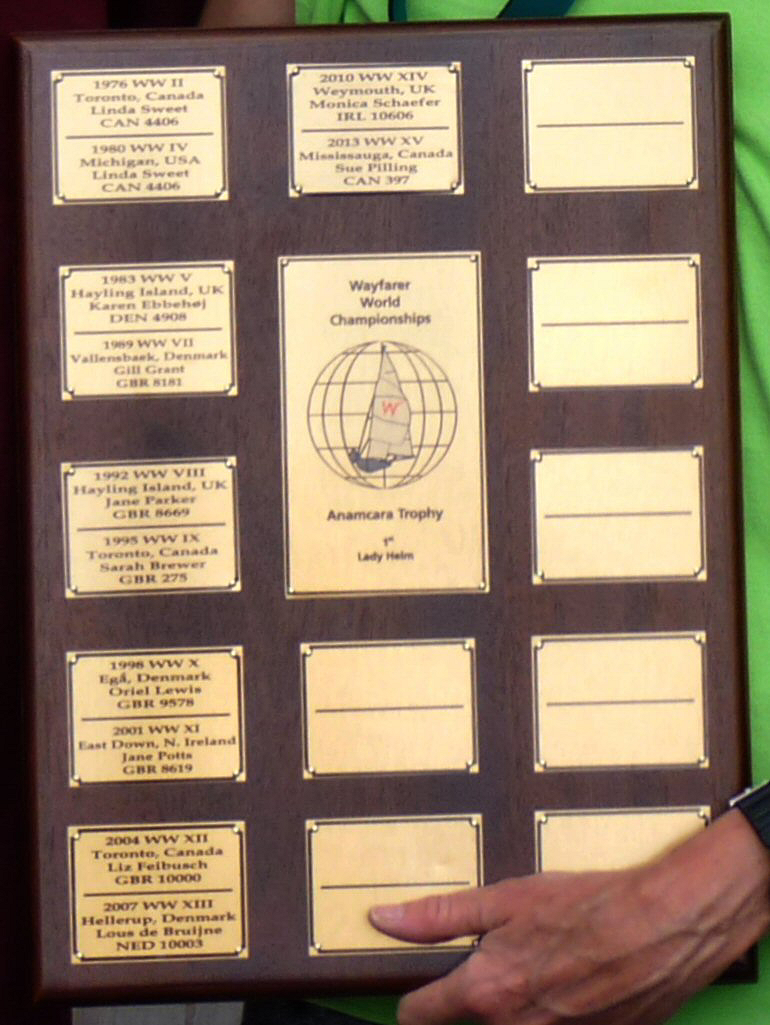 1976 WW II
Toronto, Canada
Linda Sweet
CAN 4406
1980 WW IV
Michigan, USA
Linda Sweet
CAN 4406
1983 WW V
Hayling Island, UK
Karen Ebbehøj
DEN 4908
1989 WW VII
Vallensbaek, Denmark
Gill Grant
GBR 8181
1992 WW VIII
Hayling Island, UK
Jane Parker
GBR 8669
1995 WW IX
Toronto, Canada
Sarah Brewer
GBR 275
1998 WW X
Egå, Denmark
Oriel Lewis
GBR 9578
2001 WW XI
East Down, N. Ireland
Jane Potts
GBR 8619
2004 WW XII
Toronto, Canada
Liz Feibusch
GBR 10000
2007 WW XIII
Hellerup, Denmark
Lous de Bruijne
NED 10003
2010 WW XIV
Weymouth, UK
Monica Schaefer
IRL 10606
2013 WW XV
Mississauga, Canada
Sue Pilling
CAN 397
Wayfarer
World
Championships
W
Anamcara Trophy
1st
Lady Helm